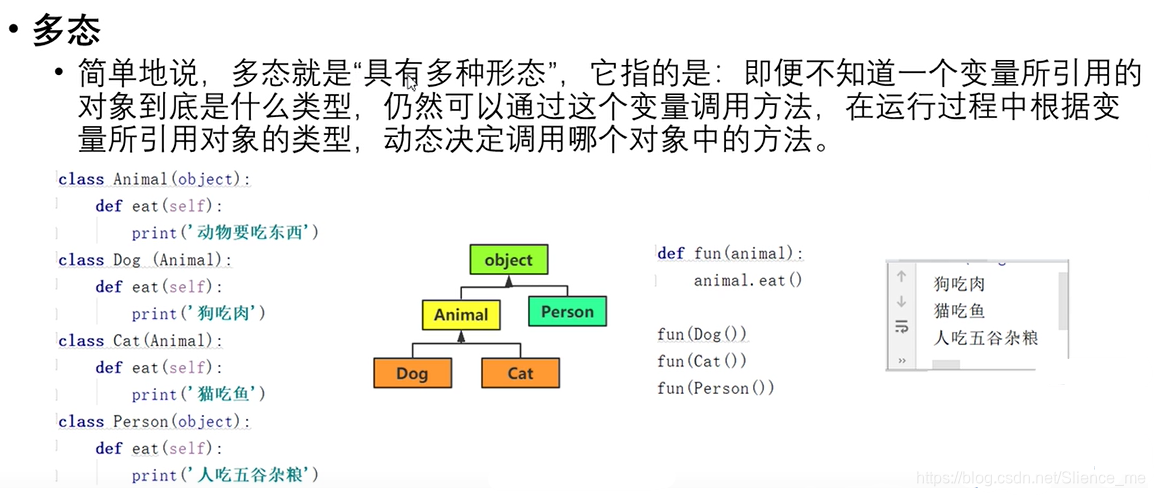 • 多态
• 简单地说，多态就是“具有多种形态”，它指的是：即便不知道一个变量所引用的
对象到底是什么类型，仍然可以通过这个变量调用方法，在运行过程中根据变
量所引用对象的类型，动态决定调用哪个对象中的方法。
class Animal(object):
    def eat(self):
        print('动物要吃东西')
class Dog (Animal):
    def eat(self):
        print('狗吃肉')
class Cat(Animal):
    def eat(self):
        print('猫吃鱼')
class Person(object):
    def eat(self):
        print('人吃五谷杂粮')
object
Animal
Person
Dog
Cat
def fun(animal):
    animal.eat()
fun(Dog())
fun(Cat())
fun(Person())
狗吃肉
猫吃鱼
人吃五谷杂粮
https://blog.csdn.net/Slience_me